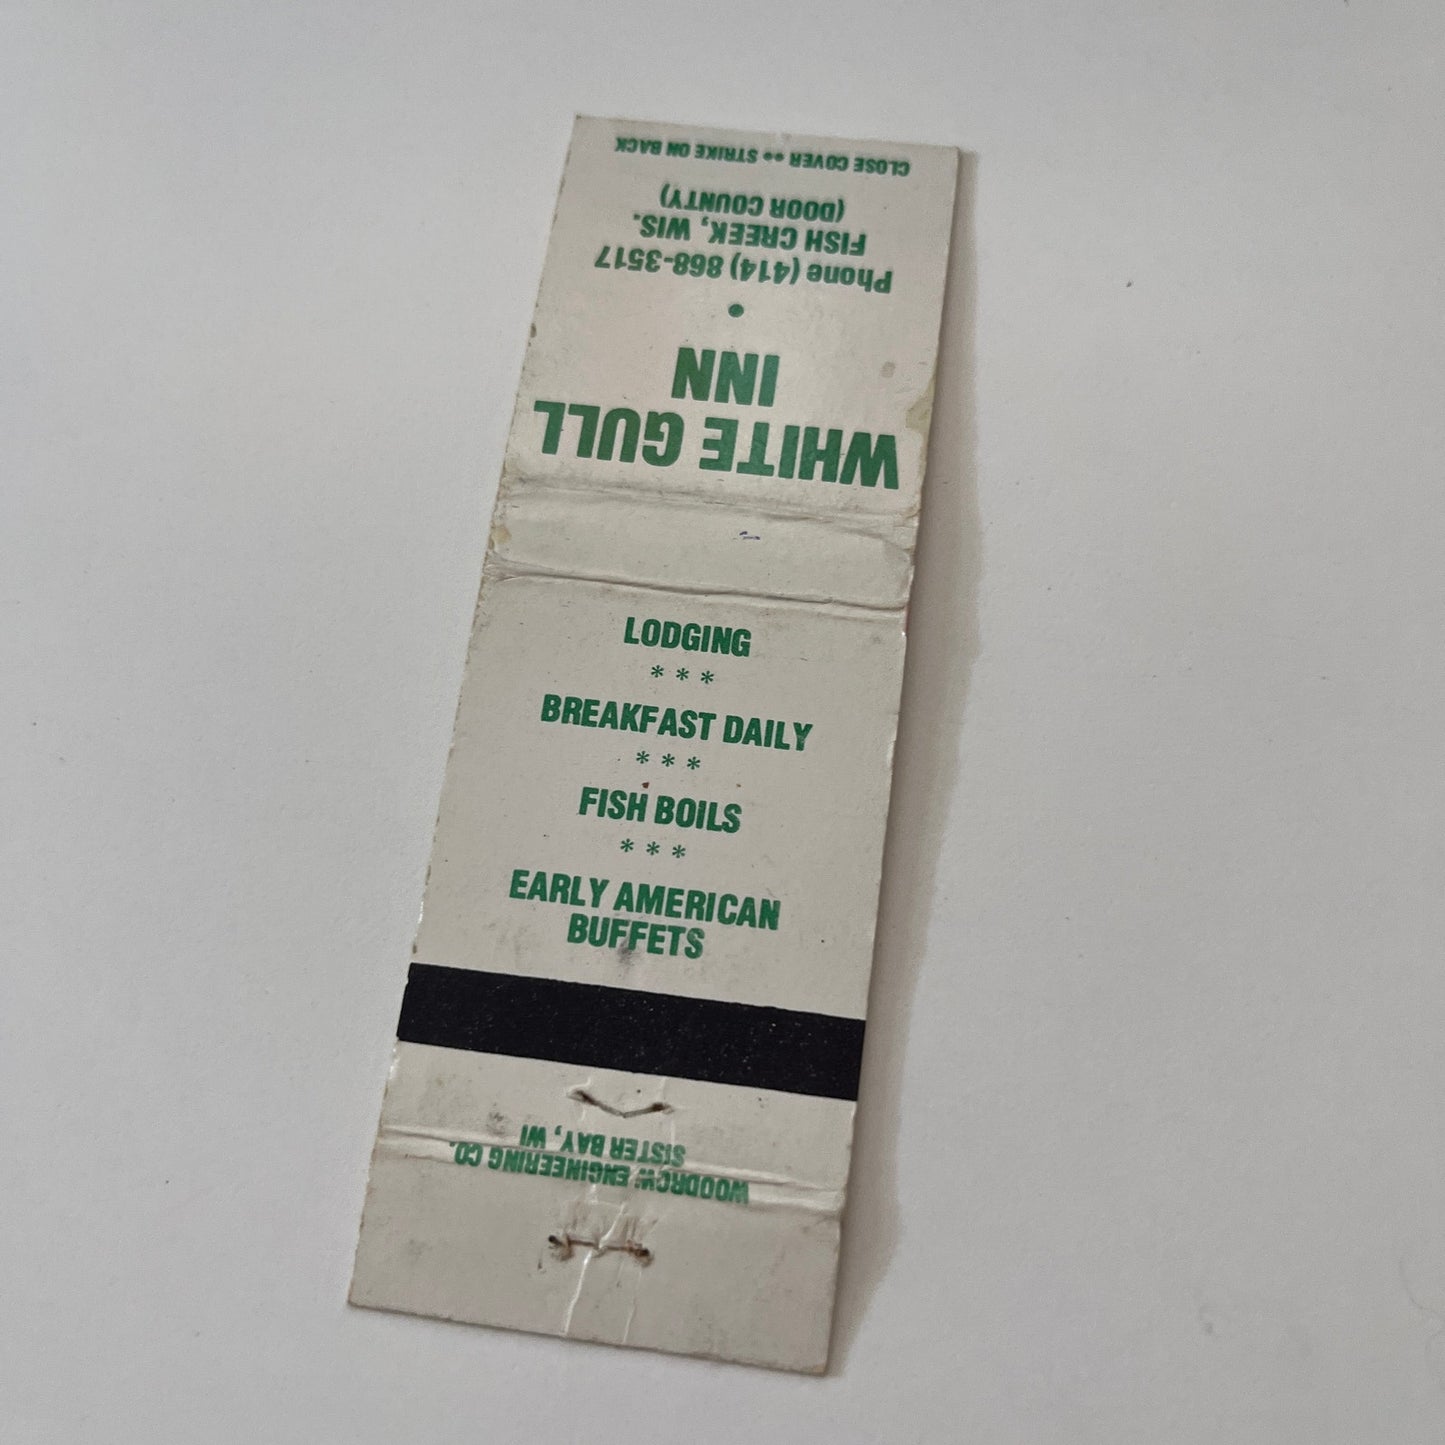 WHITE GULL
INN
•
Phone (414) 868-3517
FISH CREEK, WIS.
(DOOR COUNTY)
CLOSE COVER •• STRIKE ON BACK
LODGING
* * *
BREAKFAST DAILY
* * *
FISH BOILS
* * *
EARLY AMERICAN
BUFFETS
WOODROW ENGINEERING CO.
SISTER BAY, WI